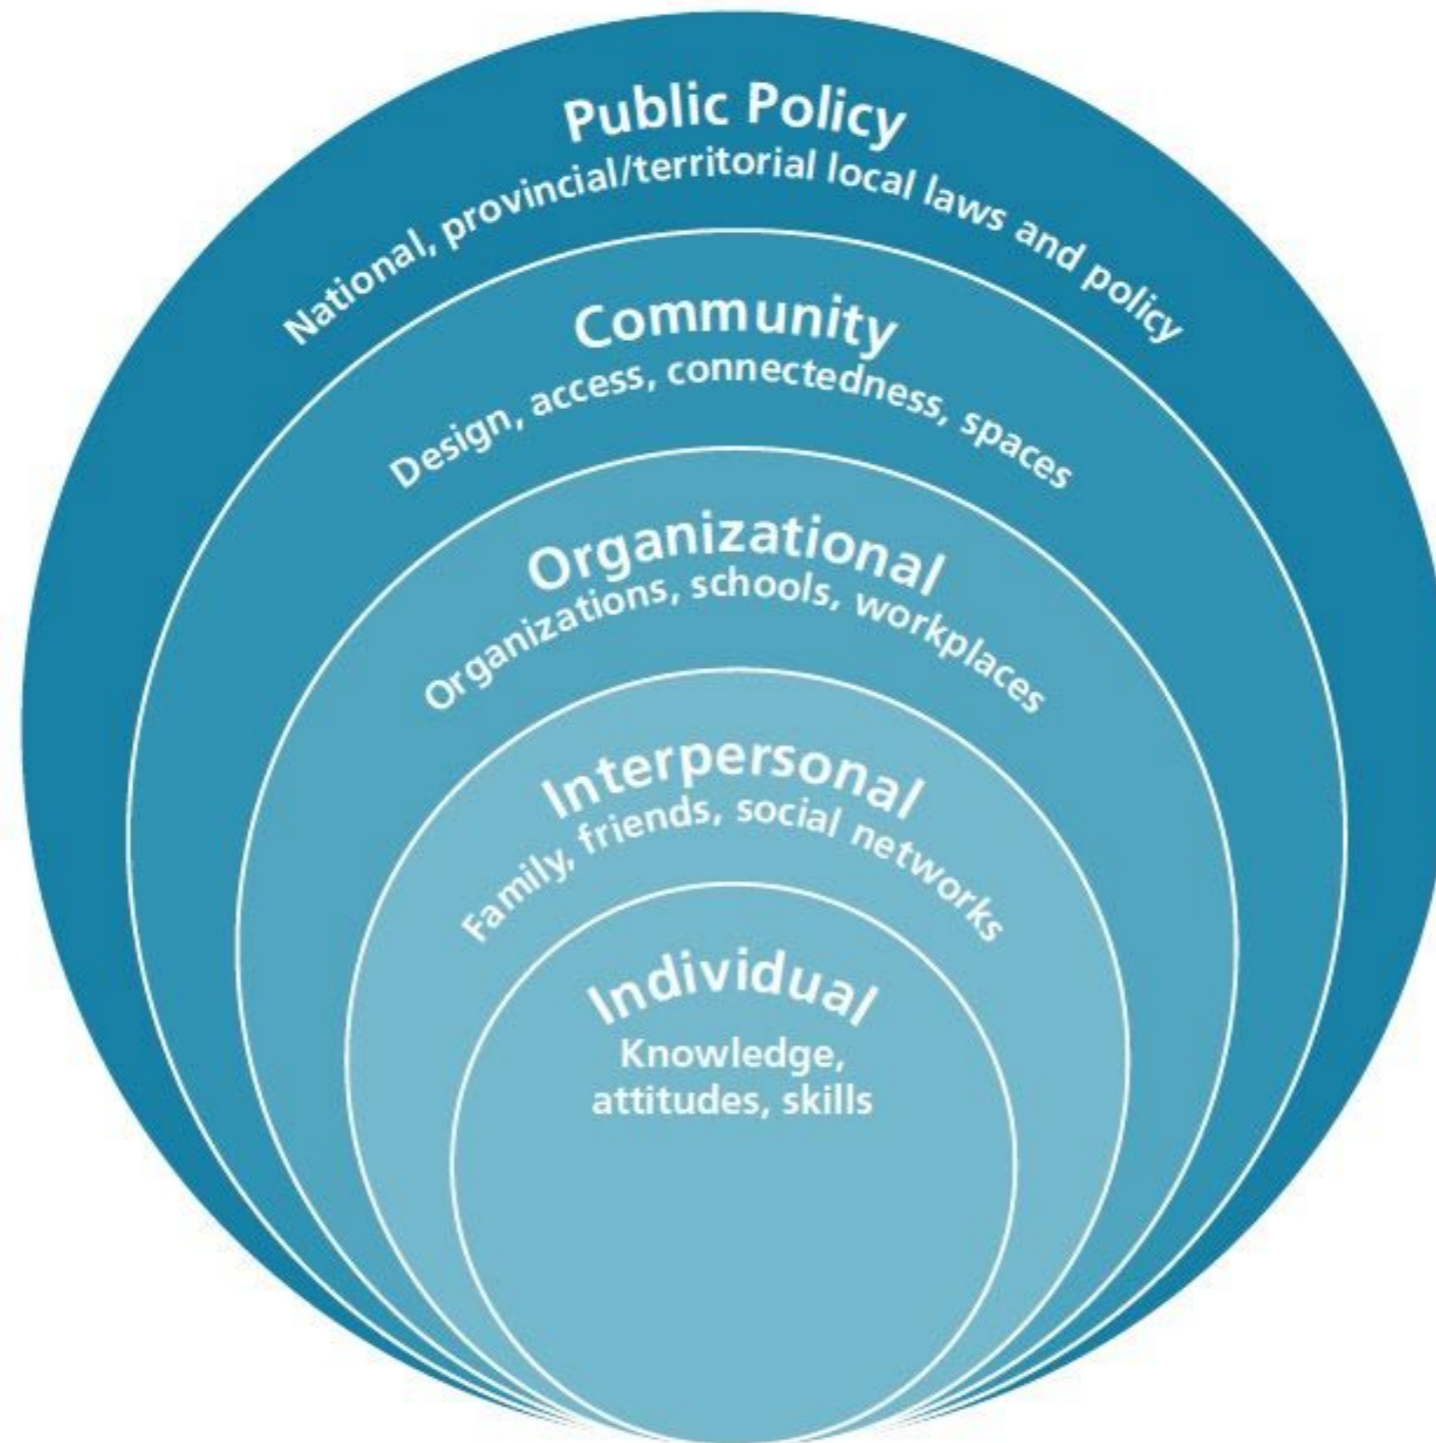 Public Policy
National, provincial/territorial local laws and policy
Community
Design, access, connectedness, spaces
Organizational
Organizations, schools, workplaces
Interpersonal
Family, friends, social networks
Individual
Knowledge,
attitudes, skills